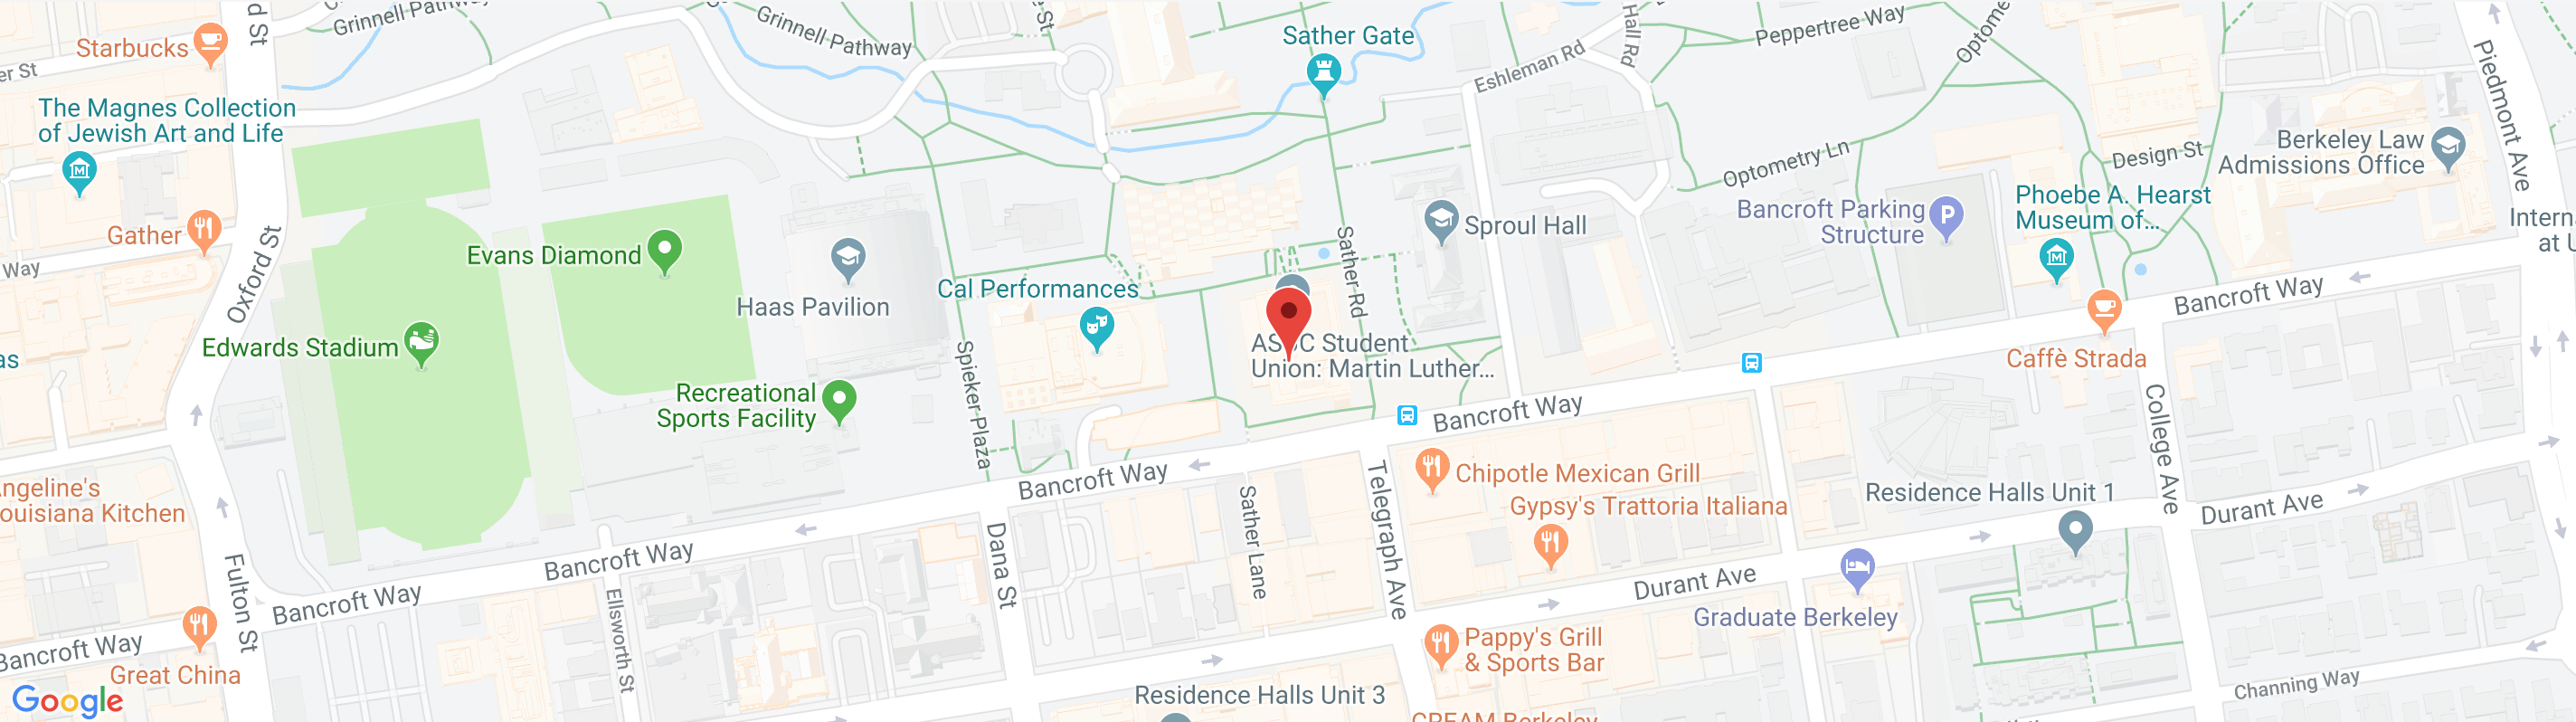 Grinnell Pathway
d St
Starbucks
er St
Grinnell Pathway
Sather Gate
Eshleman Rd
Hall Rd
Peppertree Way
Optome
Piedmont Ave
The Magnes Collection
of Jewish Art and Life
Berkeley Law
Admissions Office
Design St
Optometry Ln
Phoebe A. Hearst
Museum of...
Bancroft Parking
Structure
P
Intern
at U
Gather
Way
Oxford St
Evans Diamond
Haas Pavilion
Cal Performances
Sather Rd
Sproul Hall
Bancroft Way
Caffè Strada
as
Edwards Stadium
Recreational
Sports Facility
Spieker Plaza
Student
Union: Martin Luther...
Bancroft Way
College Ave
Chipotle Mexican Grill
Gypsy's Trattoria Italiana
Residence Halls Unit 1
Durant Ave
ngeline's
ouisiana Kitchen
Bancroft Way
Sather Lane
Telegraph Ave
Dana St
Bancroft Way
Durant Ave
Graduate Berkeley
Fulton St
Bancroft Way
Ellsworth St
Bancroft Way
Great China
Pappy's Grill
& Sports Bar
Residence Halls Unit 3
Channing Way
CREAM Berkeley
Google